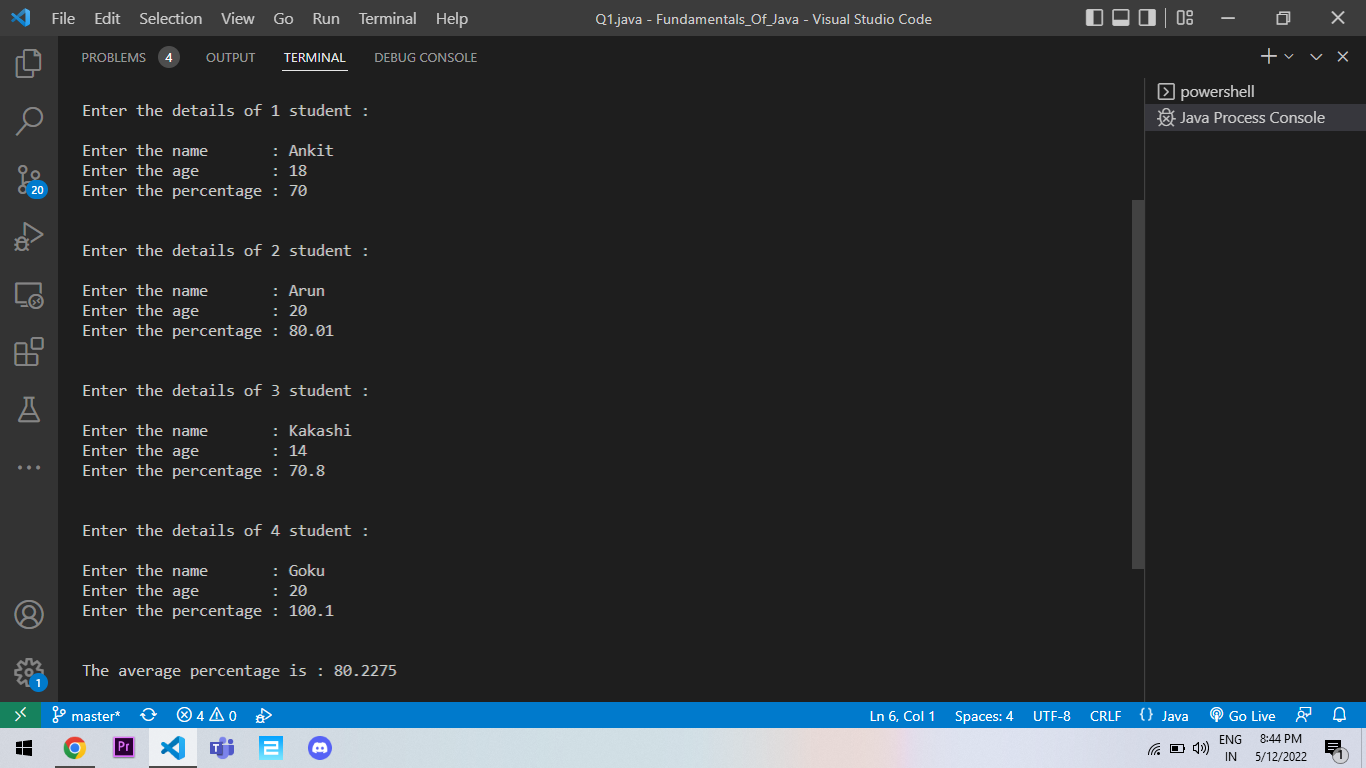 File Edit Selection View Go Run Terminal Help Q1.java - Fundamentals_Of_Java - Visual Studio Code
PROBLEMS 4 OUTPUT TERMINAL DEBUG CONSOLE
powershell
Java Process Console
Enter the details of 1 student :
Enter the name       : Ankit
Enter the age        : 18
Enter the percentage : 70
Enter the details of 2 student :
Enter the name       : Arun
Enter the age        : 20
Enter the percentage : 80.01
Enter the details of 3 student :
Enter the name       : Kakashi
Enter the age        : 14
Enter the percentage : 70.8
Enter the details of 4 student :
Enter the name       : Goku
Enter the age        : 20
Enter the percentage : 100.1
The average percentage is : 80.2275
20
1
master* 4 0 Ln 6, Col 1 Spaces: 4 UTF-8 CRLF {} Java Go Live
Pr
ENG 8:44 PM
IN 5/12/2022 1